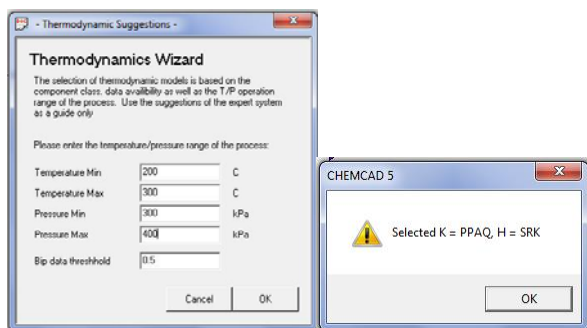 - Thermodynamic Suggestions -
Thermodynamics Wizard
The selection of thermodynamic models is based on the
component class, data availibility as well as the T/P operation
range of the process. Use the suggestions of the expert system
as a guide only
Please enter the temperature/pressure range of the process:
Temperature Min 200 C
Temperature Max 300 C
Pressure Min 300 kPa
Pressure Max 400 kPa
Bip data threshhold 0.5
Cancel OK
CHEMCAD 5
Selected K = PPAQ, H = SRK
OK